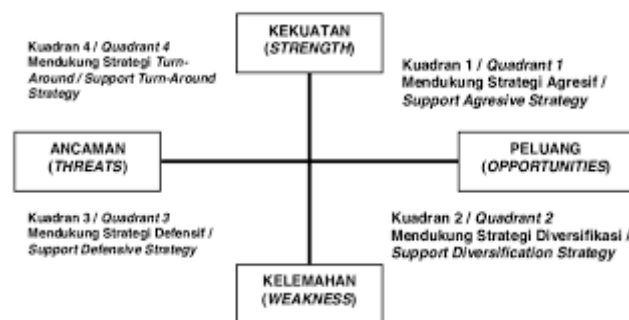 KEKUATAN
(STRENGTH)
Kuadran 4 / Quadrant 4
Mendukung Strategi Turn-
Around / Support Turn-Around
Strategy
Kuadran 1 / Quadrant 1
Mendukung Strategi Agresif /
Support Agresive Strategy
ANCAMAN
(THREATS)
PELUANG
(OPPORTUNITIES)
Kuadran 3 / Quadrant 3
Mendukung Strategi Defensif /
Support Defensive Strategy
Kuadran 2 / Quadrant 2
Mendukung Strategi Diversifikasi /
Support Diversification Strategy
KELEMAHAN
(WEAKNESS)